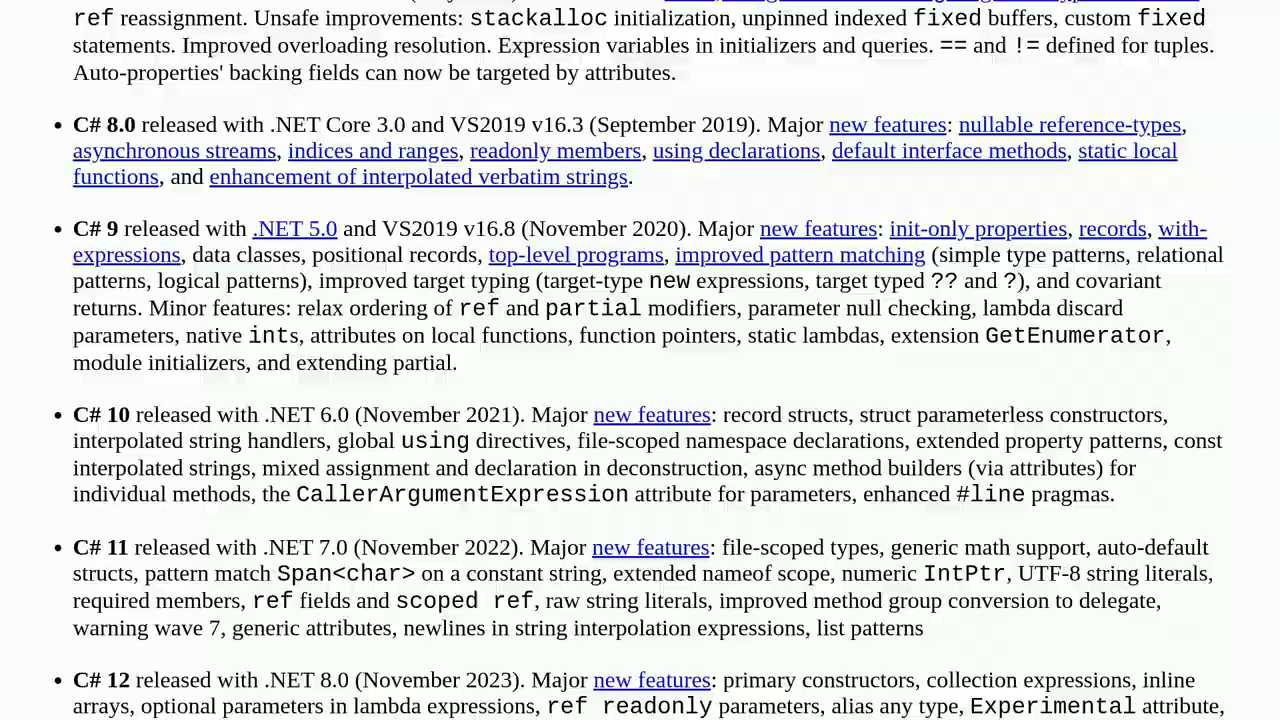 ref reassignment. Unsafe improvements: stackalloc initialization, unpinned indexed fixed buffers, custom fixed
statements. Improved overloading resolution. Expression variables in initializers and queries. == and != defined for tuples.
Auto-properties' backing fields can now be targeted by attributes.
• C# 8.0 released with .NET Core 3.0 and VS2019 v16.3 (September 2019). Major new features: nullable reference-types,
asynchronous streams, indices and ranges, readonly members, using declarations, default interface methods, static local
functions, and enhancement of interpolated verbatim strings.
• C# 9 released with .NET 5.0 and VS2019 v16.8 (November 2020). Major new features: init-only properties, records, with-
expressions, data classes, positional records, top-level programs, improved pattern matching (simple type patterns, relational
patterns, logical patterns), improved target typing (target-type new expressions, target typed ?? and ?), and covariant
returns. Minor features: relax ordering of ref and partial modifiers, parameter null checking, lambda discard
parameters, native ints, attributes on local functions, function pointers, static lambdas, extension GetEnumerator,
module initializers, and extending partial.
• C# 10 released with .NET 6.0 (November 2021). Major new features: record structs, struct parameterless constructors,
interpolated string handlers, global using directives, file-scoped namespace declarations, extended property patterns, const
interpolated strings, mixed assignment and declaration in deconstruction, async method builders (via attributes) for
individual methods, the CallerArgumentExpression attribute for parameters, enhanced #line pragmas.
• C# 11 released with .NET 7.0 (November 2022). Major new features: file-scoped types, generic math support, auto-default
structs, pattern match Span<char> on a constant string, extended nameof scope, numeric IntPtr, UTF-8 string literals,
required members, ref fields and scoped ref, raw string literals, improved method group conversion to delegate,
warning wave 7, generic attributes, newlines in string interpolation expressions, list patterns
• C# 12 released with .NET 8.0 (November 2023). Major new features: primary constructors, collection expressions, inline
arrays, optional parameters in lambda expressions, ref readonly parameters, alias any type, Experimental attribute,